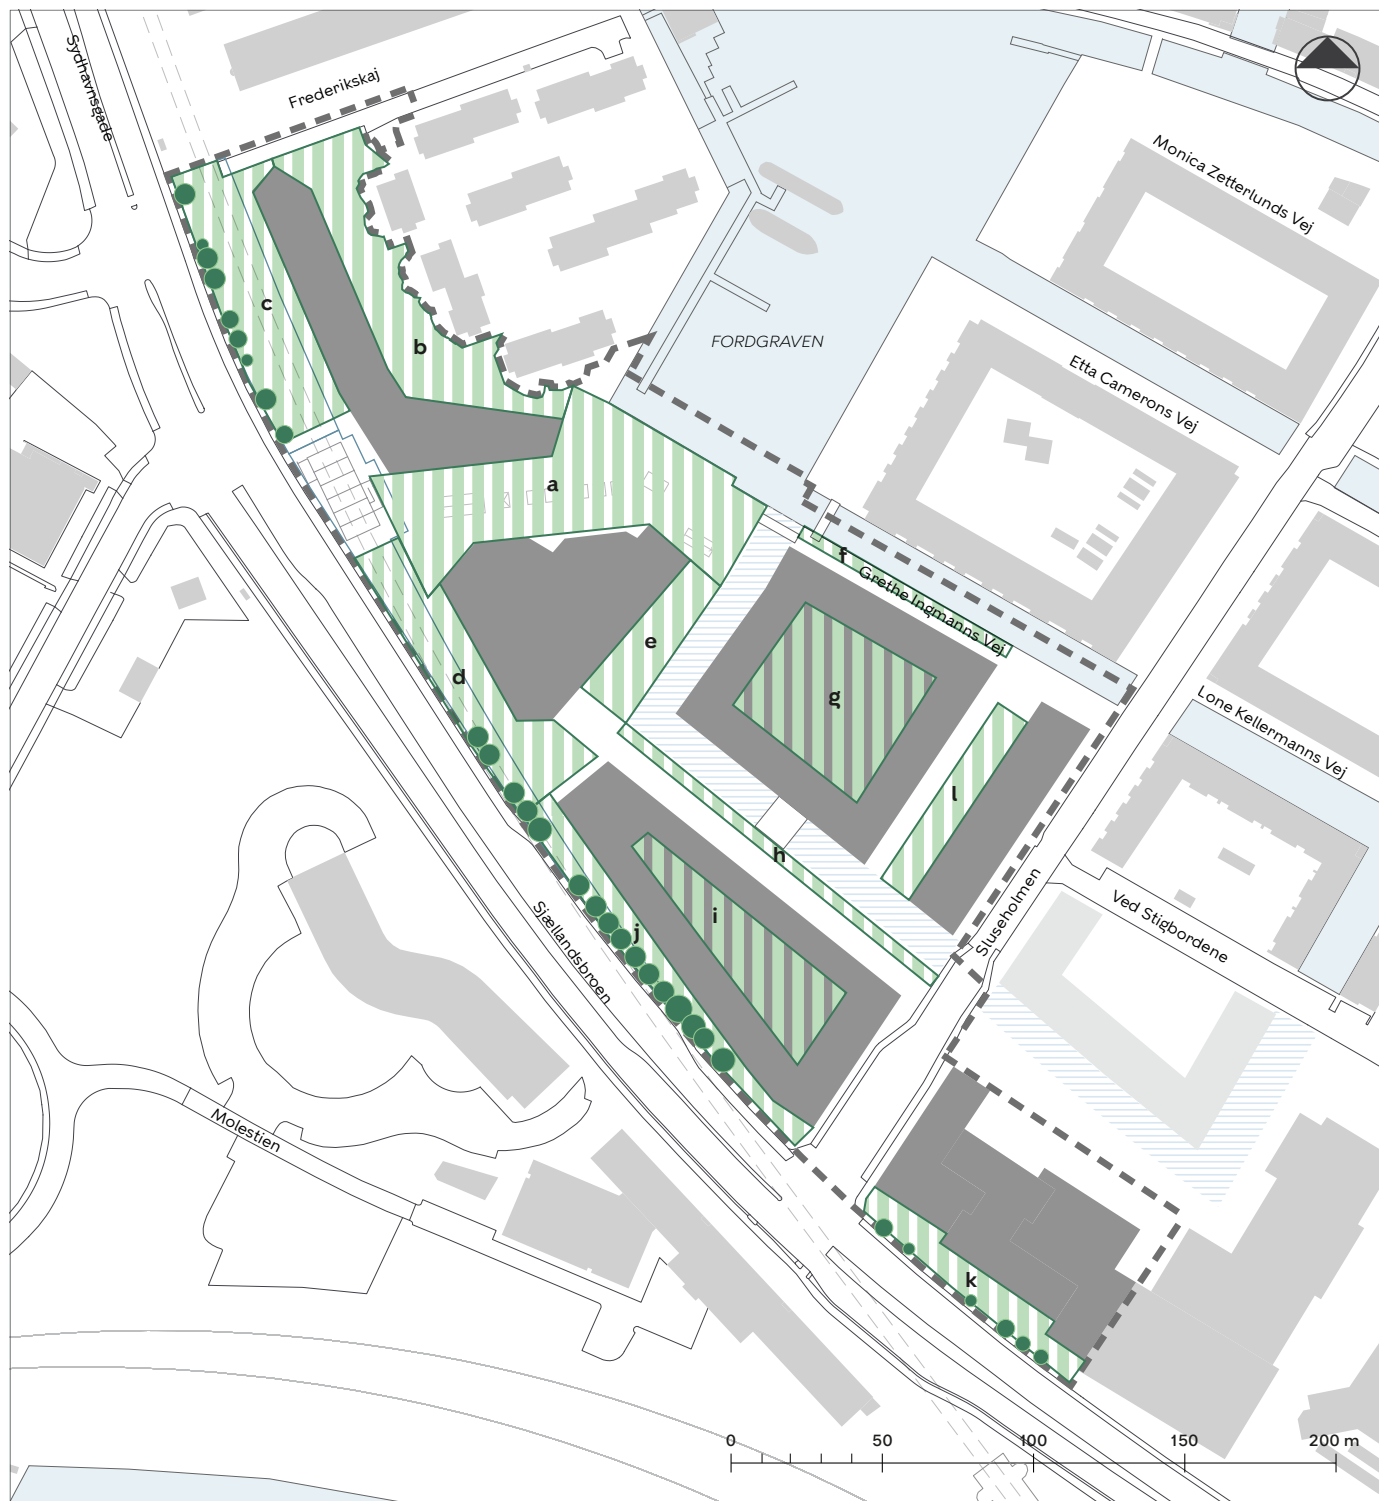 Sydhavnsgade
Frederikskaj
Monica Zetterlunds Vej
c
b
FORDGRAVEN
Etta Camerons Vej
a
f
Grethe Ingmanns Vej
e
d
g
Lone Kellermanns Vej
l
h
Sluseholmen
Ved Stigbordene
Sjællandsbroen
i
j
Molestien
k
0 50 100 150 200 m